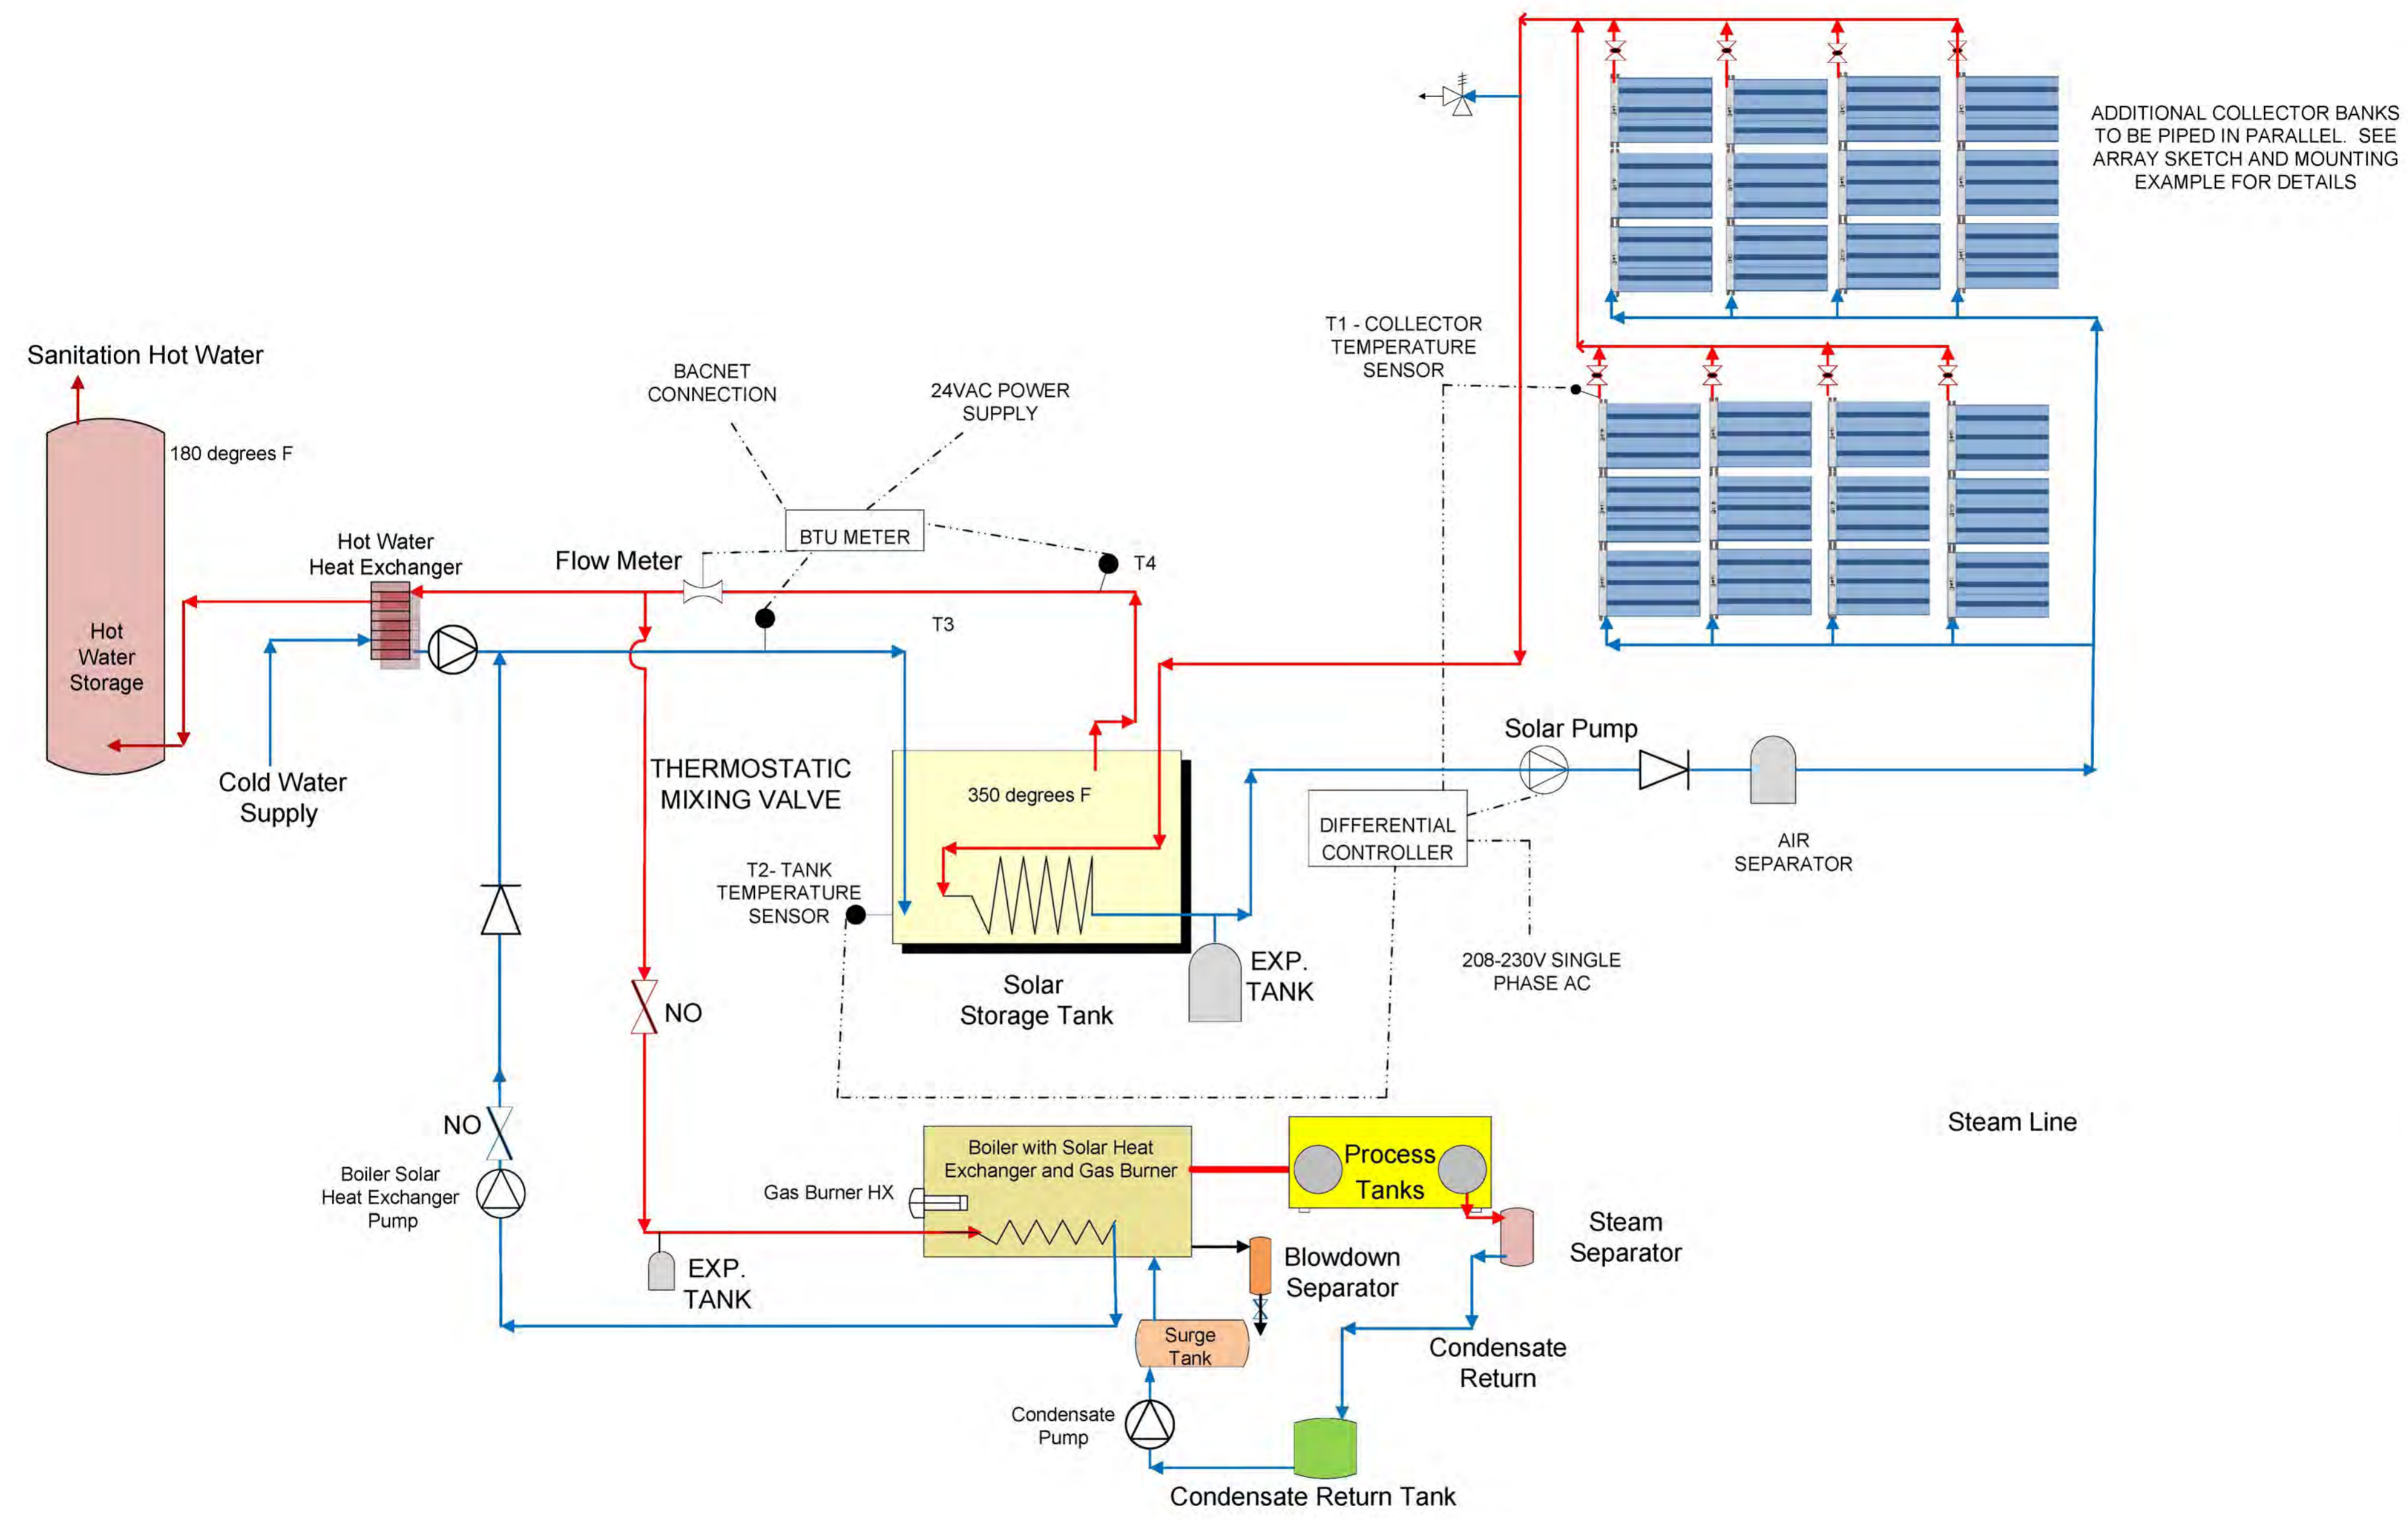 ADDITIONAL COLLECTOR BANKS
TO BE PIPED IN PARALLEL. SEE
ARRAY SKETCH AND MOUNTING
EXAMPLE FOR DETAILS
T1 - COLLECTOR
TEMPERATURE
SENSOR
Sanitation Hot Water
180 degrees F
BACNET
CONNECTION
24VAC POWER
SUPPLY
BTU METER
Hot Water
Heat Exchanger
Flow Meter
T4
T3
Hot
Water
Storage
Cold Water
Supply
THERMOSTATIC
MIXING VALVE
350 degrees F
Solar Pump
DIFFERENTIAL
CONTROLLER
AIR
SEPARATOR
T2- TANK
TEMPERATURE
SENSOR
Solar
Storage Tank
EXP.
TANK
208-230V SINGLE
PHASE AC
NO
NO
Boiler Solar
Heat Exchanger
Pump
Gas Burner HX
Boiler with Solar Heat
Exchanger and Gas Burner
Process
Tanks
Steam Line
Steam
Separator
EXP.
TANK
Blowdown
Separator
Surge
Tank
Condensate
Return
Condensate
Pump
Condensate Return Tank